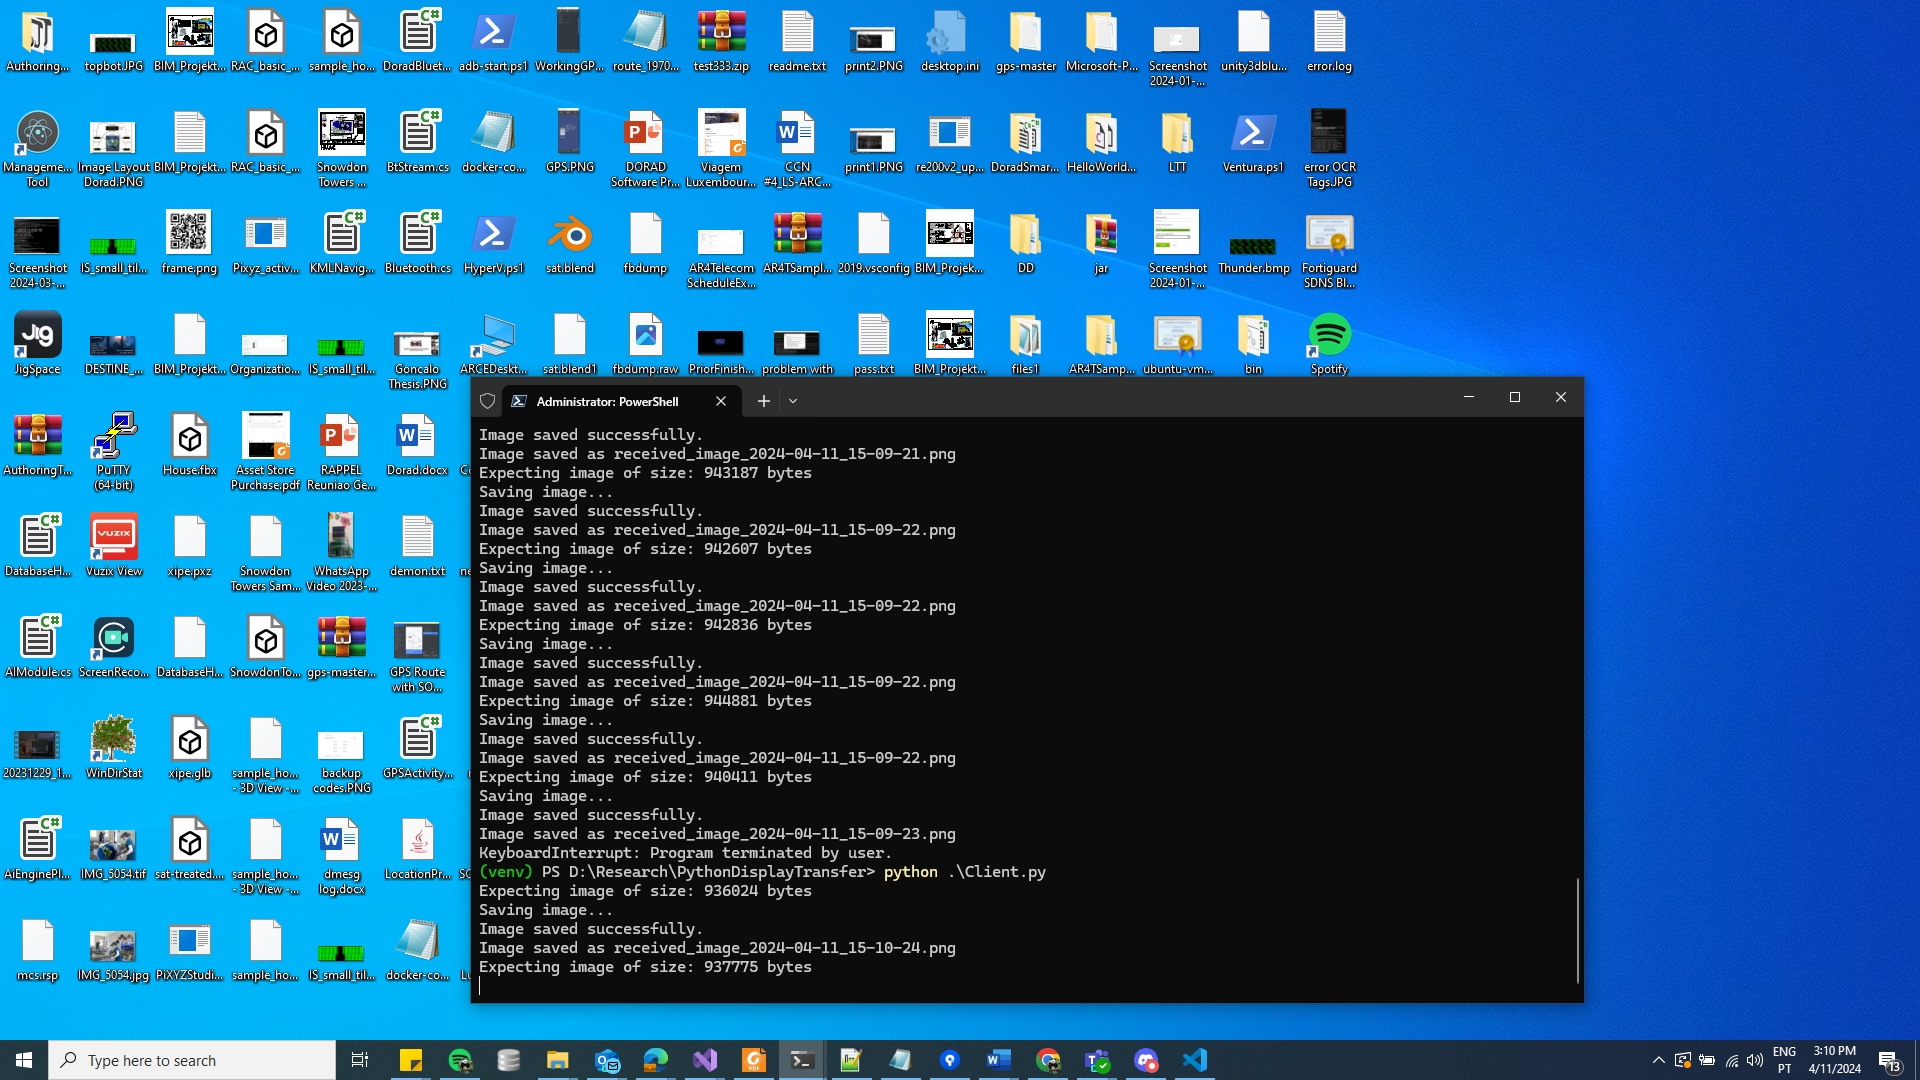 Authoring...
topbot.JPG
BIM_Projekt...
RAC_basic_...
sample_ho...
DoradBluet...
adb-start.ps1
WorkingGP...
route_1970...
test333.zip
readme.txt
print2.PNG
desktop.ini
gps-master
Microsoft-P...
Screenshot
2024-01-...
unity3dblu...
error.log
Manageme...
Tool
Image Layout
Dorad.PNG
BIM_Projekt...
RAC_basic_...
Snowdon
Towers ...
BtStream.cs
docker-co...
GPS.PNG
DORAD
Software Pr...
Viagem
Luxembour...
CCN
#4_LS-ARC...
print1.PNG
re200v2_up...
DoradSmar...
HelloWorld...
LTT
Ventura.ps1
error OCR
Tags.JPG
Screenshot
2024-03-...
IS_small_til...
frame.png
Pixyz_activ...
KMLNavig...
Bluetooth.cs
HyperV.ps1
sat.blend
fbdump
AR4Telecom
ScheduleEx...
AR4TSampl...
2019.vsconfig
BIM_Projek...
DD
jar
Screenshot
2024-01-...
Thunder.bmp
Fortiguard
SDNS Bl...
JigSpace
DESTINE_...
BIM_Projekt...
Organizatio...
IS_small_til...
Goncalo
Thesis.PNG
ARCEDeskt...
sat.blend1
fbdump.raw
PriorFinish...
problem with
pass.txt
BIM_Projekt...
files1
AR4TSamp...
ubuntu-vm...
bin
Spotify
AuthoringT...
PuTTY
(64-bit)
House.fbx
Asset Store
Purchase.pdf
RAPPEL
Reuniao Ge...
Dorad.docx
DatabaseH...
Vuzix View
xipe.pxz
Snowdon
Towers Sam...
WhatsApp
Video 2023-...
demon.txt
AIModule.cs
ScreenReco...
DatabaseH...
SnowdonTo...
gps-master...
GPS Route
with SO...
20231229_1...
WinDirStat
xipe.glb
sample_ho...
- 3D View -...
backup
codes.PNG
GPSActivity...
AiEnginePl...
IMG_5054.tif
sat-treated....
sample_ho...
- 3D View -...
dmesg
log.docx
LocationPr...
mcs.rsp
IMG_5054.jpg
PiXYZStudi...
sample_ho...
IS_small_til...
docker-co...
Administrator: PowerShell
Image saved successfully.
Image saved as received_image_2024-04-11_15-09-21.png
Expecting image of size: 943187 bytes
Saving image...
Image saved successfully.
Image saved as received_image_2024-04-11_15-09-22.png
Expecting image of size: 942607 bytes
Saving image...
Image saved successfully.
Image saved as received_image_2024-04-11_15-09-22.png
Expecting image of size: 942836 bytes
Saving image...
Image saved successfully.
Image saved as received_image_2024-04-11_15-09-22.png
Expecting image of size: 944881 bytes
Saving image...
Image saved successfully.
Image saved as received_image_2024-04-11_15-09-22.png
Expecting image of size: 940411 bytes
Saving image...
Image saved successfully.
Image saved as received_image_2024-04-11_15-09-23.png
KeyboardInterrupt: Program terminated by user.
(venv) PS D:\Research\PythonDisplayTransfer> python .\Client.py
Expecting image of size: 936024 bytes
Saving image...
Image saved successfully.
Image saved as received_image_2024-04-11_15-10-24.png
Expecting image of size: 937775 bytes
Type here to search
ENG
PT
3:10 PM
4/11/2024
13